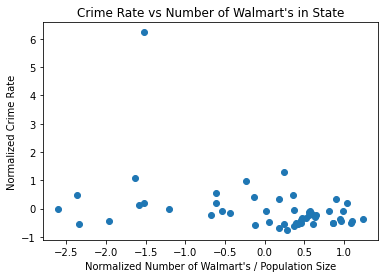 Crime Rate vs Number of Walmart's in State
Normalized Crime Rate
6
5
4
3
2
1
0
-1
-2.5 -2.0 -1.5 -1.0 -0.5 0.0 0.5 1.0
Normalized Number of Walmart's / Population Size